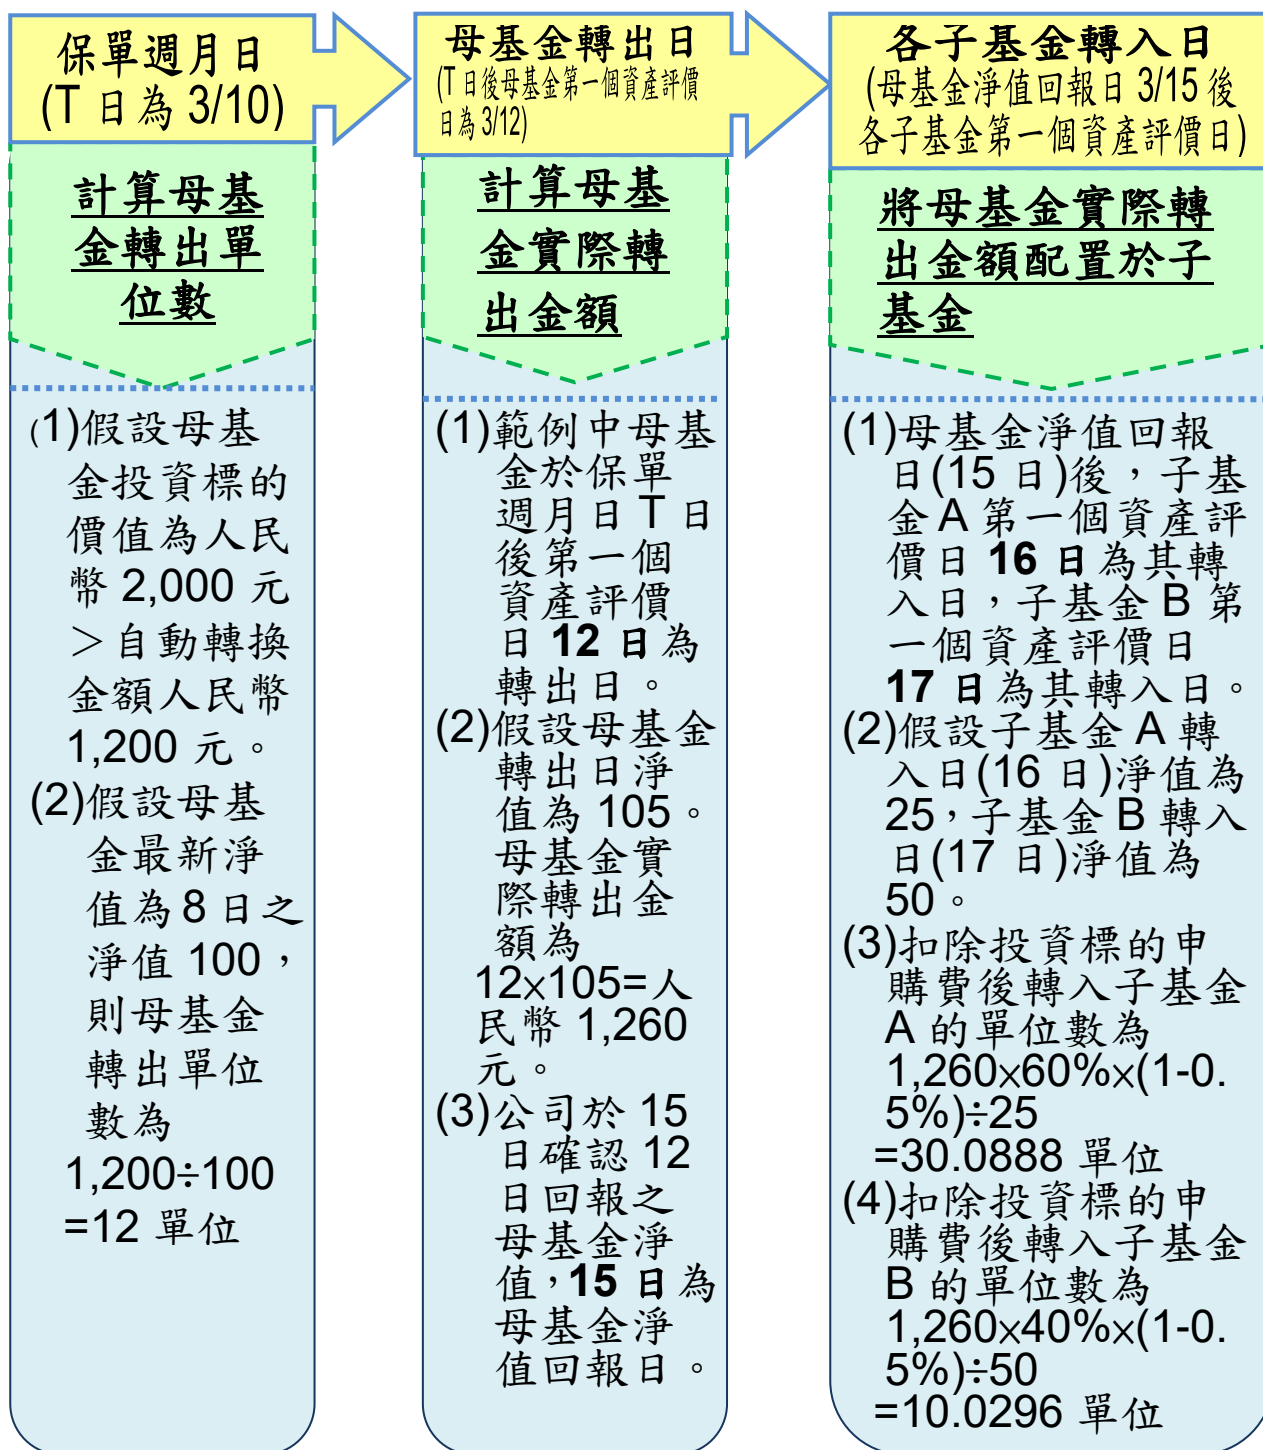 保單週月日
(T 日為 3/10)
母基金轉出日
(T 日後母基金第一個資產評價
日為 3/12)
各子基金轉入日
(母基金淨值回報日 3/15 後
各子基金第一個資產評價日)
計算母基
金轉出單
位數
計算母基
金實際轉
出金額
將母基金實際轉
出金額配置於子
基金
(1)假設母基
金投資標的
價值為人民
幣 2,000 元
＞自動轉換
金額人民幣
1,200 元。
(2)假設母基
金最新淨
值為 8 日之
淨值 100，
則母基金
轉出單位
數為
1,200÷100
=12 單位
(1)範例中母基
金於保單
週月日 T 日
後第一個
資產評價
日 12 日為
轉出日。
(2)假設母基金
轉出日淨
值為 105。
母基金實
際轉出金
額為
12×105=人
民幣 1,260
元。
(3)公司於 15
日確認 12
日回報之
母基金淨
值，15 日為
母基金淨
值回報日。
(1)母基金淨值回報
日(15 日)後，子基
金 A 第一個資產評
價日 16 日為其轉
入日，子基金 B 第
一個資產評價日
17 日為其轉入日。
(2)假設子基金 A 轉
入日(16 日)淨值為
25，子基金 B 轉入
日(17 日)淨值為
50。
(3)扣除投資標的申
購費後轉入子基金
A 的單位數為
1,260×60%×(1-0.
5%)÷25
=30.0888 單位
(4)扣除投資標的申
購費後轉入子基金
B 的單位數為
1,260×40%×(1-0.
5%)÷50
=10.0296 單位